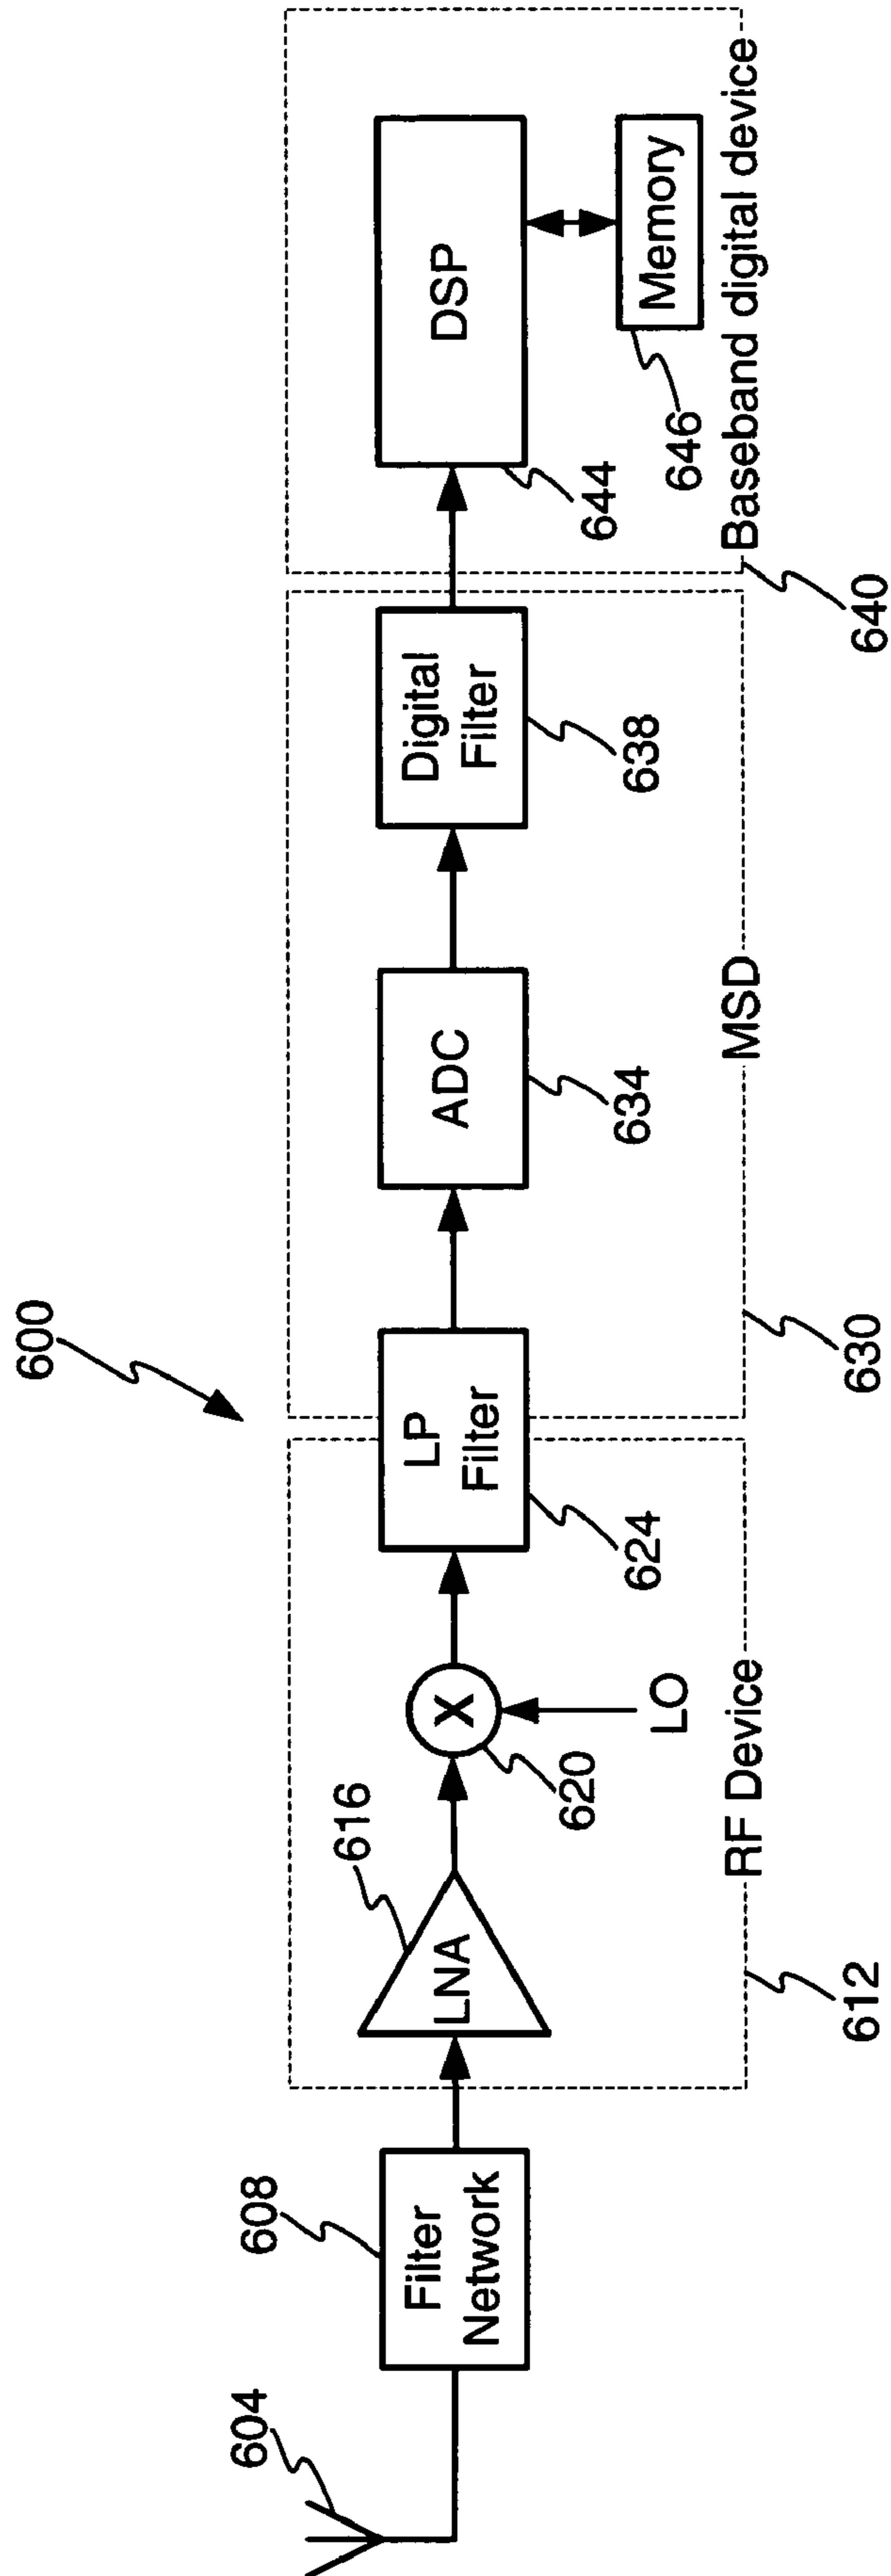 600
604
608
Filter
Network
616
LNA
X
620
LO
LP
Filter
624
RF Device
612
ADC
634
Digital
Filter
638
MSD
630
DSP
644
Memory
646
Baseband digital device
640